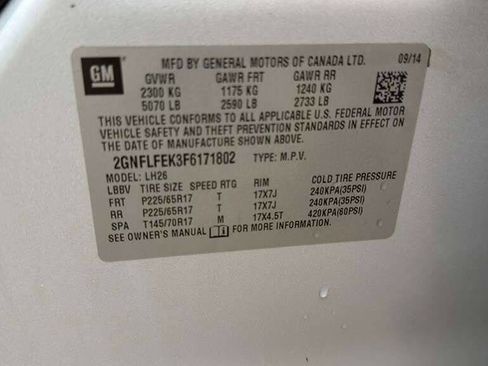 GM
MFD BY GENERAL MOTORS OF CANADA LTD. 09/14
GVWR GAWR FRT GAWR RR
2300 KG 1175 KG 1240 KG
5070 LB 2590 LB 2733 LB
THIS VEHICLE CONFORMS TO ALL APPLICABLE U.S. FEDERAL MOTOR
VEHICLE SAFETY AND THEFT PREVENTION STANDARDS IN EFFECT ON
THE DATE OF MANUFACTURE SHOWN ABOVE.
2GNFLFEK3F6171802 TYPE: M.P.V.
MODEL: LH26
LBBV TIRE SIZE SPEED RTG RIM COLD TIRE PRESSURE
FRT P225/65R17 T 17X7J 240KPA(35PSI)
RR P225/65R17 T 17X7J 240KPA(35PSI)
SPA T145/70R17 M 17X4.5T 420KPA(60PSI)
SEE OWNER'S MANUAL FOR MORE INFORMATION.